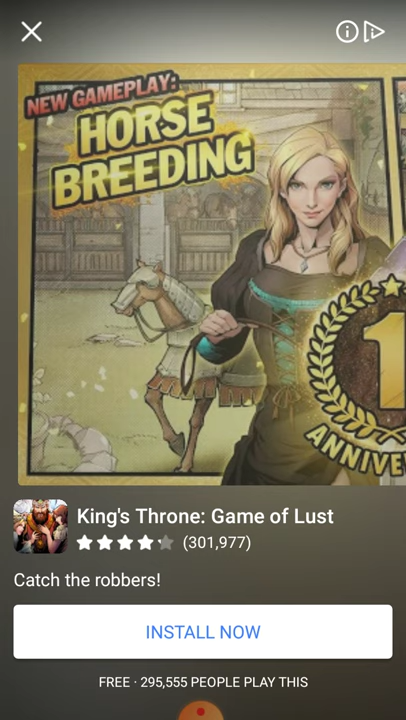 NEW GAMEPLAY:
HORSE
BREEDING
1
ANNIVE
King's Throne: Game of Lust
(301,977)
Catch the robbers!
INSTALL NOW
FREE · 295,555 PEOPLE PLAY THIS